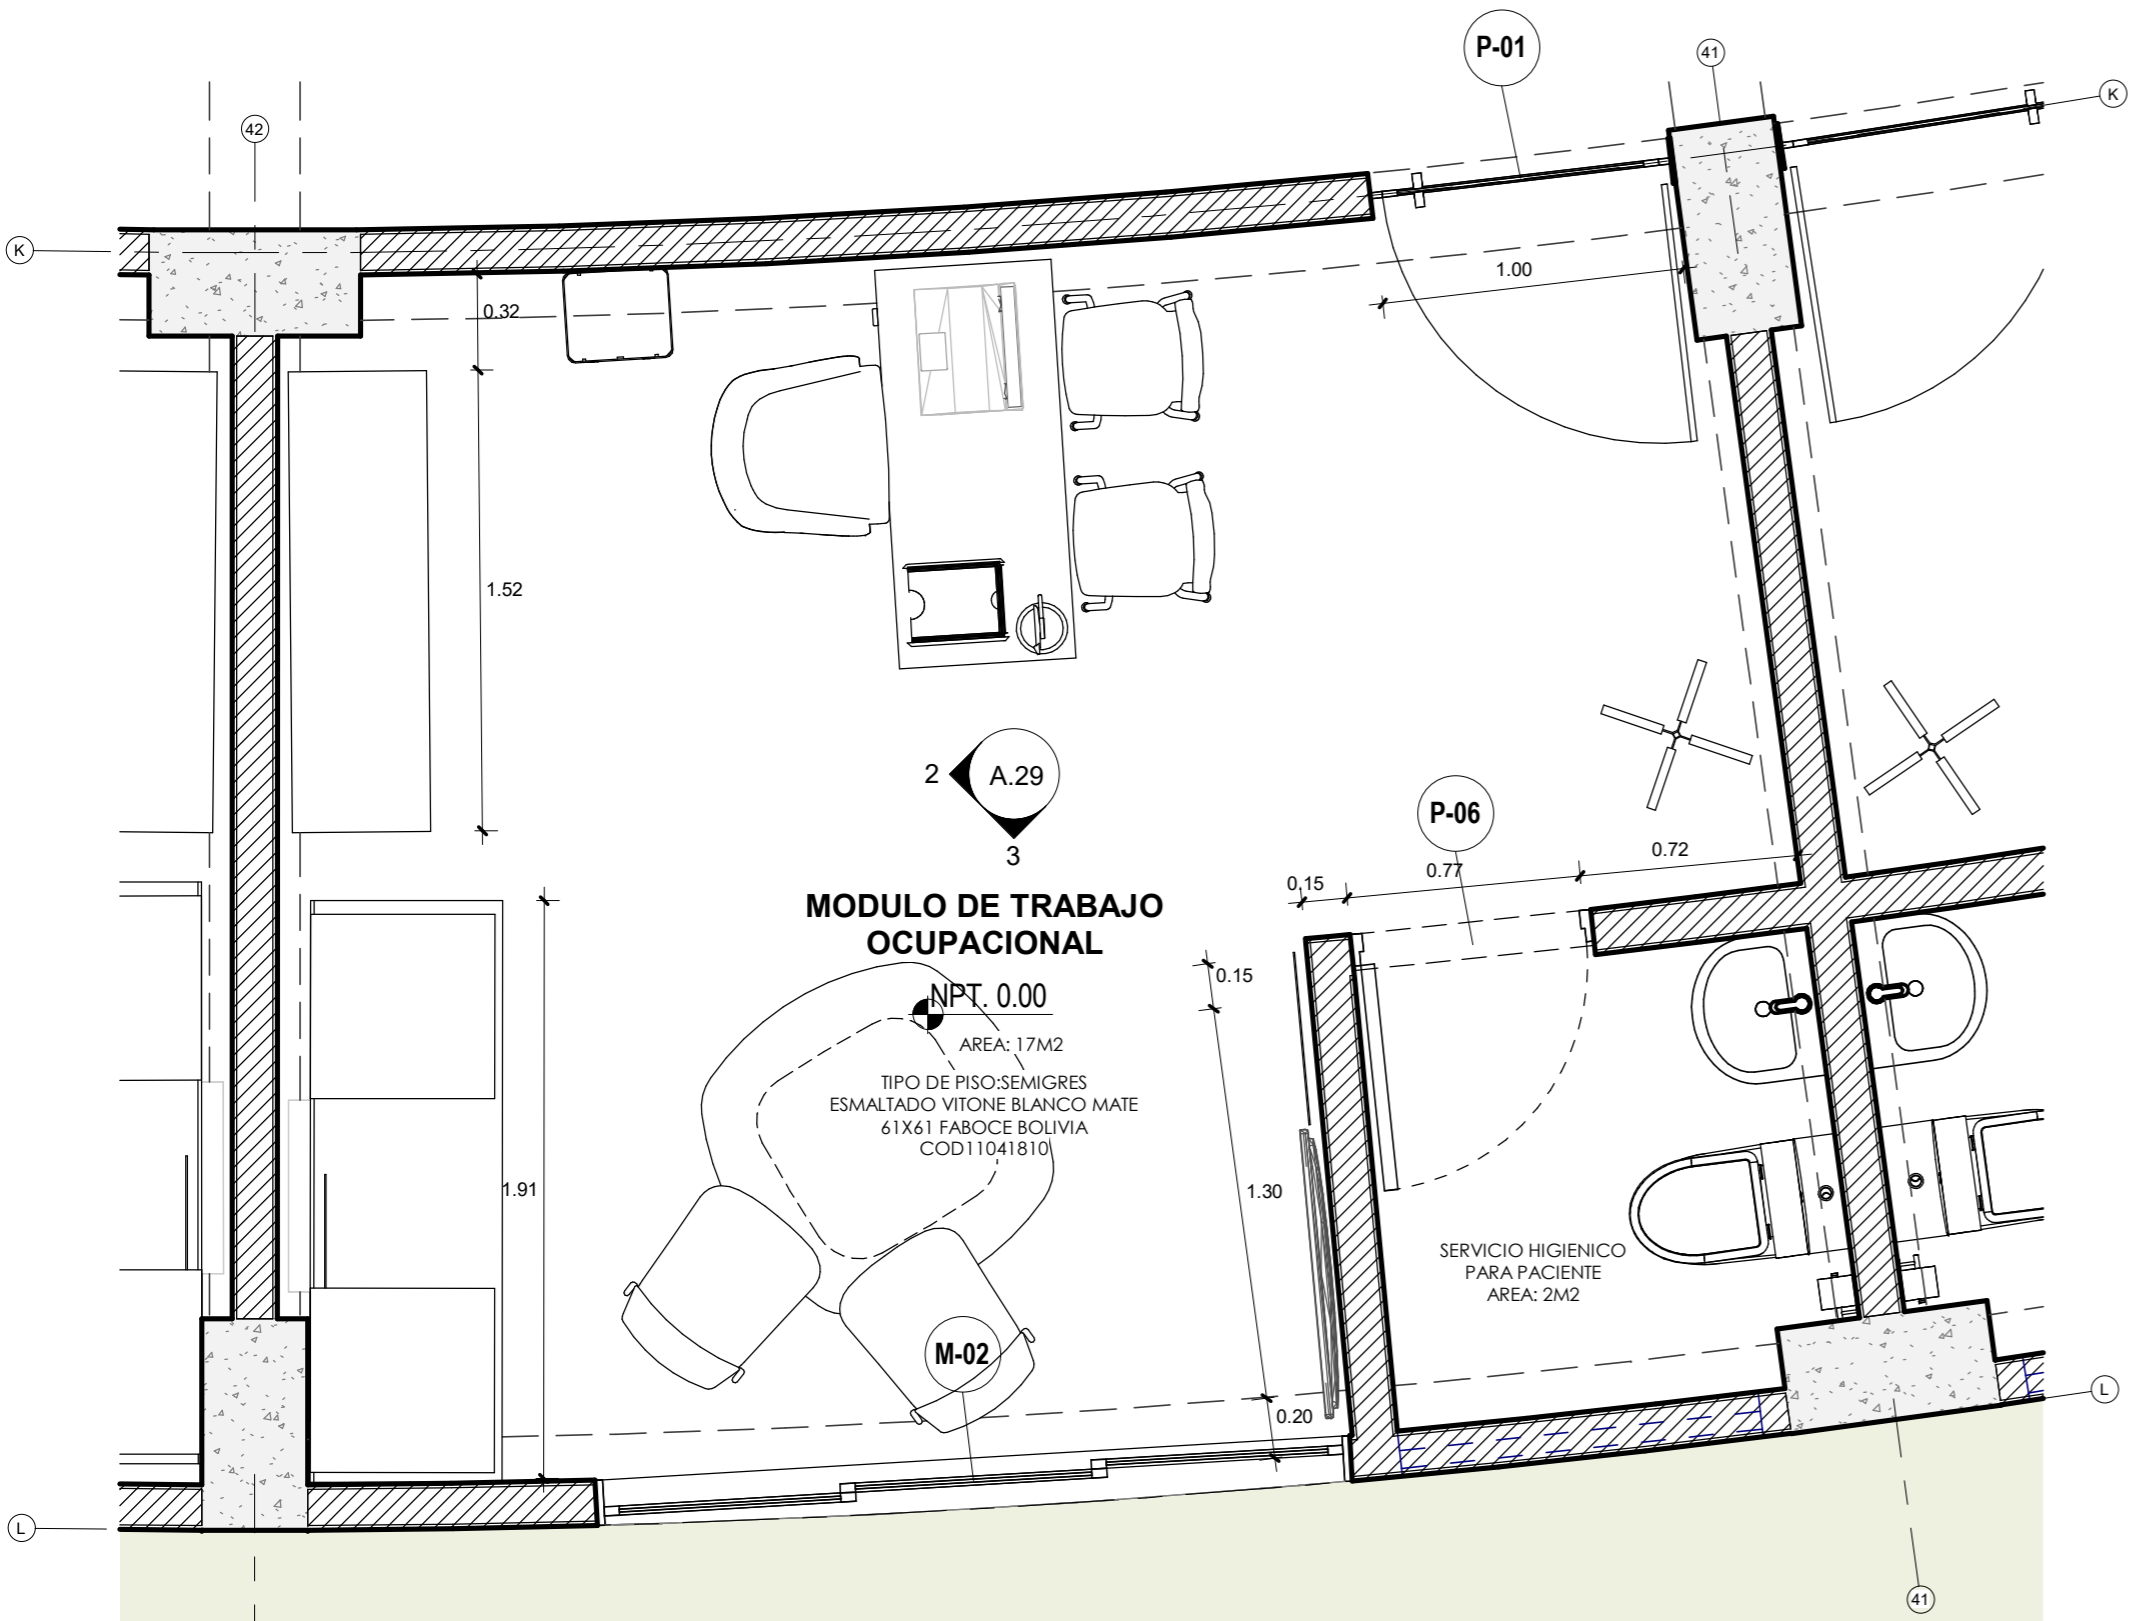 P-01
41
K
42
K
1.00
0.32
1.52
2
A.29
3
P-06
0.72
0.77
0.15
MODULO DE TRABAJO
OCUPACIONAL
0.15
NPT. 0.00
AREA: 17M2
TIPO DE PISO:SEMIGRES
ESMALTADO VITONE BLANCO MATE
61X61 FABOCE BOLIVIA
COD11041810
1.91
1.30
SERVICIO HIGIENICO
PARA PACIENTE
AREA: 2M2
M-02
0.20
L
L
41